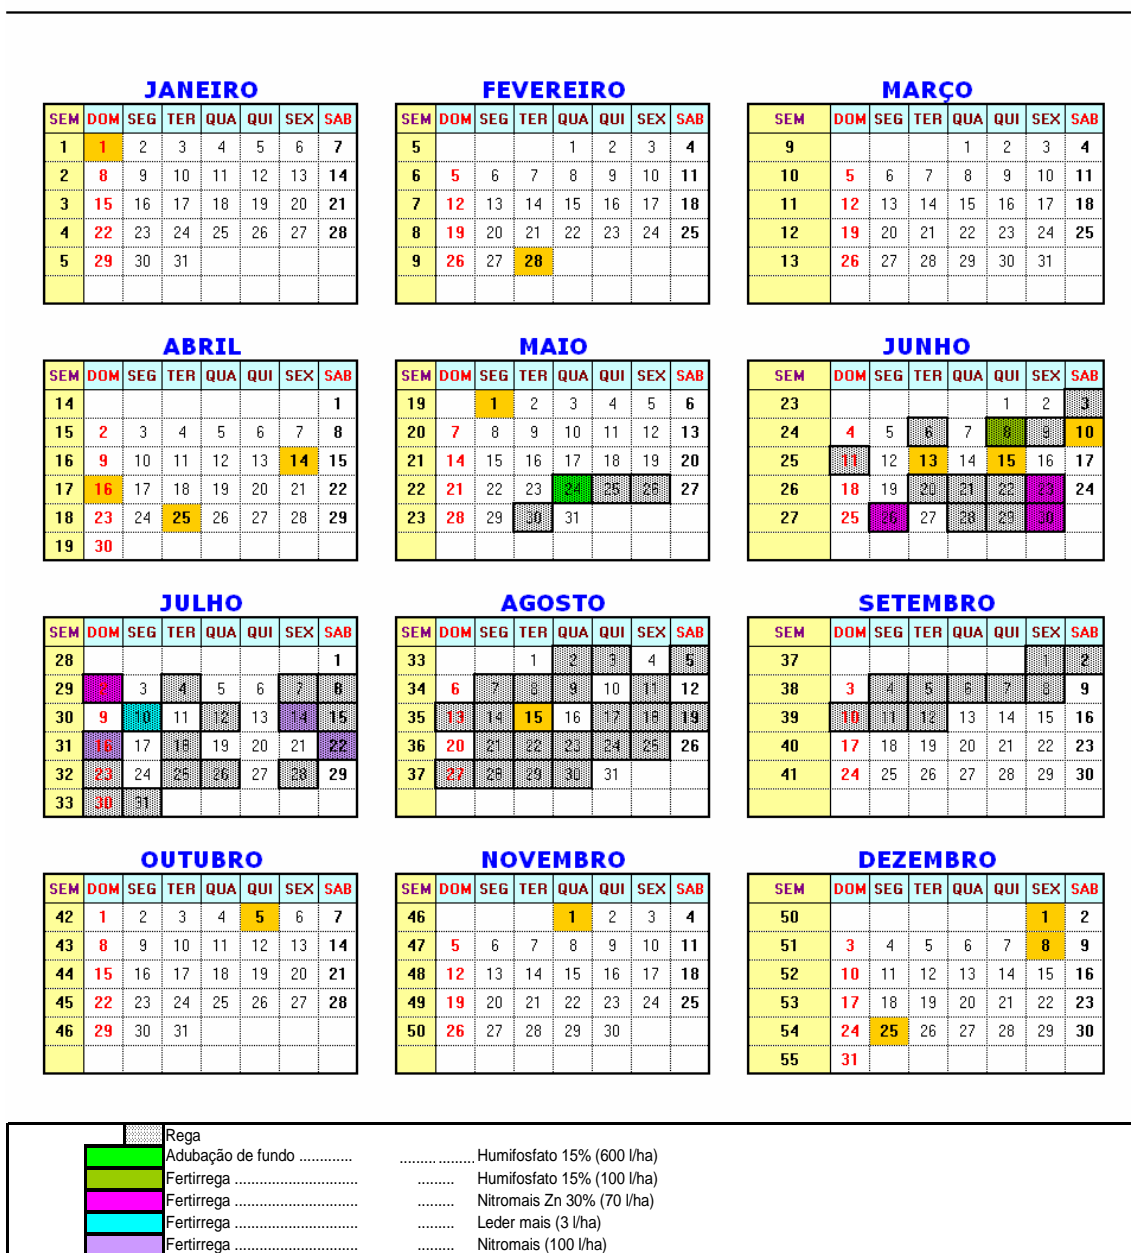 JANEIRO FEVEREIRO MARÇO
SEM DOM SEG TER QUA QUI SEX SAB SEM DOM SEG TER QUA QUI SEX SAB SEM DOM SEG TER QUA QUI SEX SAB
1 1 2 3 4 5 6 7 5 1 2 3 4 9 1 2 3 4
2 8 9 10 11 12 13 14 6 5 6 7 8 9 10 11 10 5 6 7 8 9 10 11
3 15 16 17 18 19 20 21 7 12 13 14 15 16 17 18 11 12 13 14 15 16 17 18
4 22 23 24 25 26 27 28 8 19 20 21 22 23 24 25 12 19 20 21 22 23 24 25
5 29 30 31 9 26 27 28 13 26 27 28 29 30 31
ABRIL MAIO JUNHO
SEM DOM SEG TER QUA QUI SEX SAB SEM DOM SEG TER QUA QUI SEX SAB SEM DOM SEG TER QUA QUI SEX SAB
14 1 19 1 2 3 4 5 6 23 1 2 3
15 2 3 4 5 6 7 8 20 7 8 9 10 11 12 13 24 4 5 6 7 8 9 10
16 9 10 11 12 13 14 15 21 14 15 16 17 18 19 20 25 11 12 13 14 15 16 17
17 16 17 18 19 20 21 22 22 21 22 23 24 25 26 27 26 18 19 20 21 22 23 24
18 23 24 25 26 27 28 29 23 28 29 30 31 27 25 26 27 28 29 30
19 30
JULHO AGOSTO SETEMBRO
SEM DOM SEG TER QUA QUI SEX SAB SEM DOM SEG TER QUA QUI SEX SAB SEM DOM SEG TER QUA QUI SEX SAB
28 1 33 1 2 3 4 5 37 1 2
29 2 3 4 5 6 7 8 34 6 7 8 9 10 11 12 38 3 4 5 6 7 8 9
30 9 10 11 12 13 14 15 35 13 14 15 16 17 18 19 39 10 11 12 13 14 15 16
31 16 17 18 19 20 21 22 36 20 21 22 23 24 25 26 40 17 18 19 20 21 22 23
32 23 24 25 26 27 28 29 37 27 28 29 30 31 41 24 25 26 27 28 29 30
33 30 31
OUTUBRO NOVEMBRO DEZEMBRO
SEM DOM SEG TER QUA QUI SEX SAB SEM DOM SEG TER QUA QUI SEX SAB SEM DOM SEG TER QUA QUI SEX SAB
42 1 2 3 4 5 6 7 46 1 2 3 4 50 1 2
43 8 9 10 11 12 13 14 47 5 6 7 8 9 10 11 51 3 4 5 6 7 8 9
44 15 16 17 18 19 20 21 48 12 13 14 15 16 17 18 52 10 11 12 13 14 15 16
45 22 23 24 25 26 27 28 49 19 20 21 22 23 24 25 53 17 18 19 20 21 22 23
46 29 30 31 50 26 27 28 29 30 54 24 25 26 27 28 29 30
55 31
Rega
Adubação de fundo ............. .................. Humifosfato 15% (600 l/ha)
Fertirrega .............................. ......... Humifosfato 15% (100 l/ha)
Fertirrega .............................. ......... Nitromais Zn 30% (70 l/ha)
Fertirrega .............................. ......... Leder mais (3 l/ha)
Fertirrega .............................. ......... Nitromais (100 l/ha)